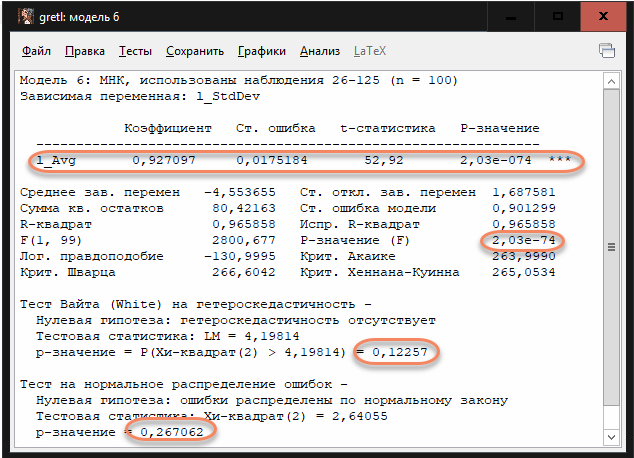 gretl: модель 6
Файл Правка Тесты Сохранить Графики Анализ LaTeX
Модель 6: МНК, использованы наблюдения 26-125 (n = 100)
Зависимая переменная: l_StdDev
Коэффициент Ст. ошибка t-статистика P-значение
l_Avg 0,927097 0,0175184 52,92 2,03e-074 ***
Среднее зав. перемен -4,553655 Ст. откл. зав. перемен 1,687581
Сумма кв. остатков 80,42163 Ст. ошибка модели 0,901299
R-квадрат 0,965858 Испр. R-квадрат 0,965858
F(1, 99) 2800,677 P-значение (F) 2,03e-74
Лог. правдоподобие -130,9995 Крит. Акаике 263,9990
Крит. Шварца 266,6042 Крит. Хеннана-Куинна 265,0534
Тест Вайта (White) на гетероскедастичность -
Нулевая гипотеза: гетероскедастичность отсутствует
Тестовая статистика: LM = 4,19814
p-значение = P(Хи-квадрат(2) > 4,19814) = 0,12257
Тест на нормальное распределение ошибок -
Нулевая гипотеза: ошибки распределены по нормальному закону
Тестовая статистика: Хи-квадрат(2) = 2,64055
p-значение = 0,267062